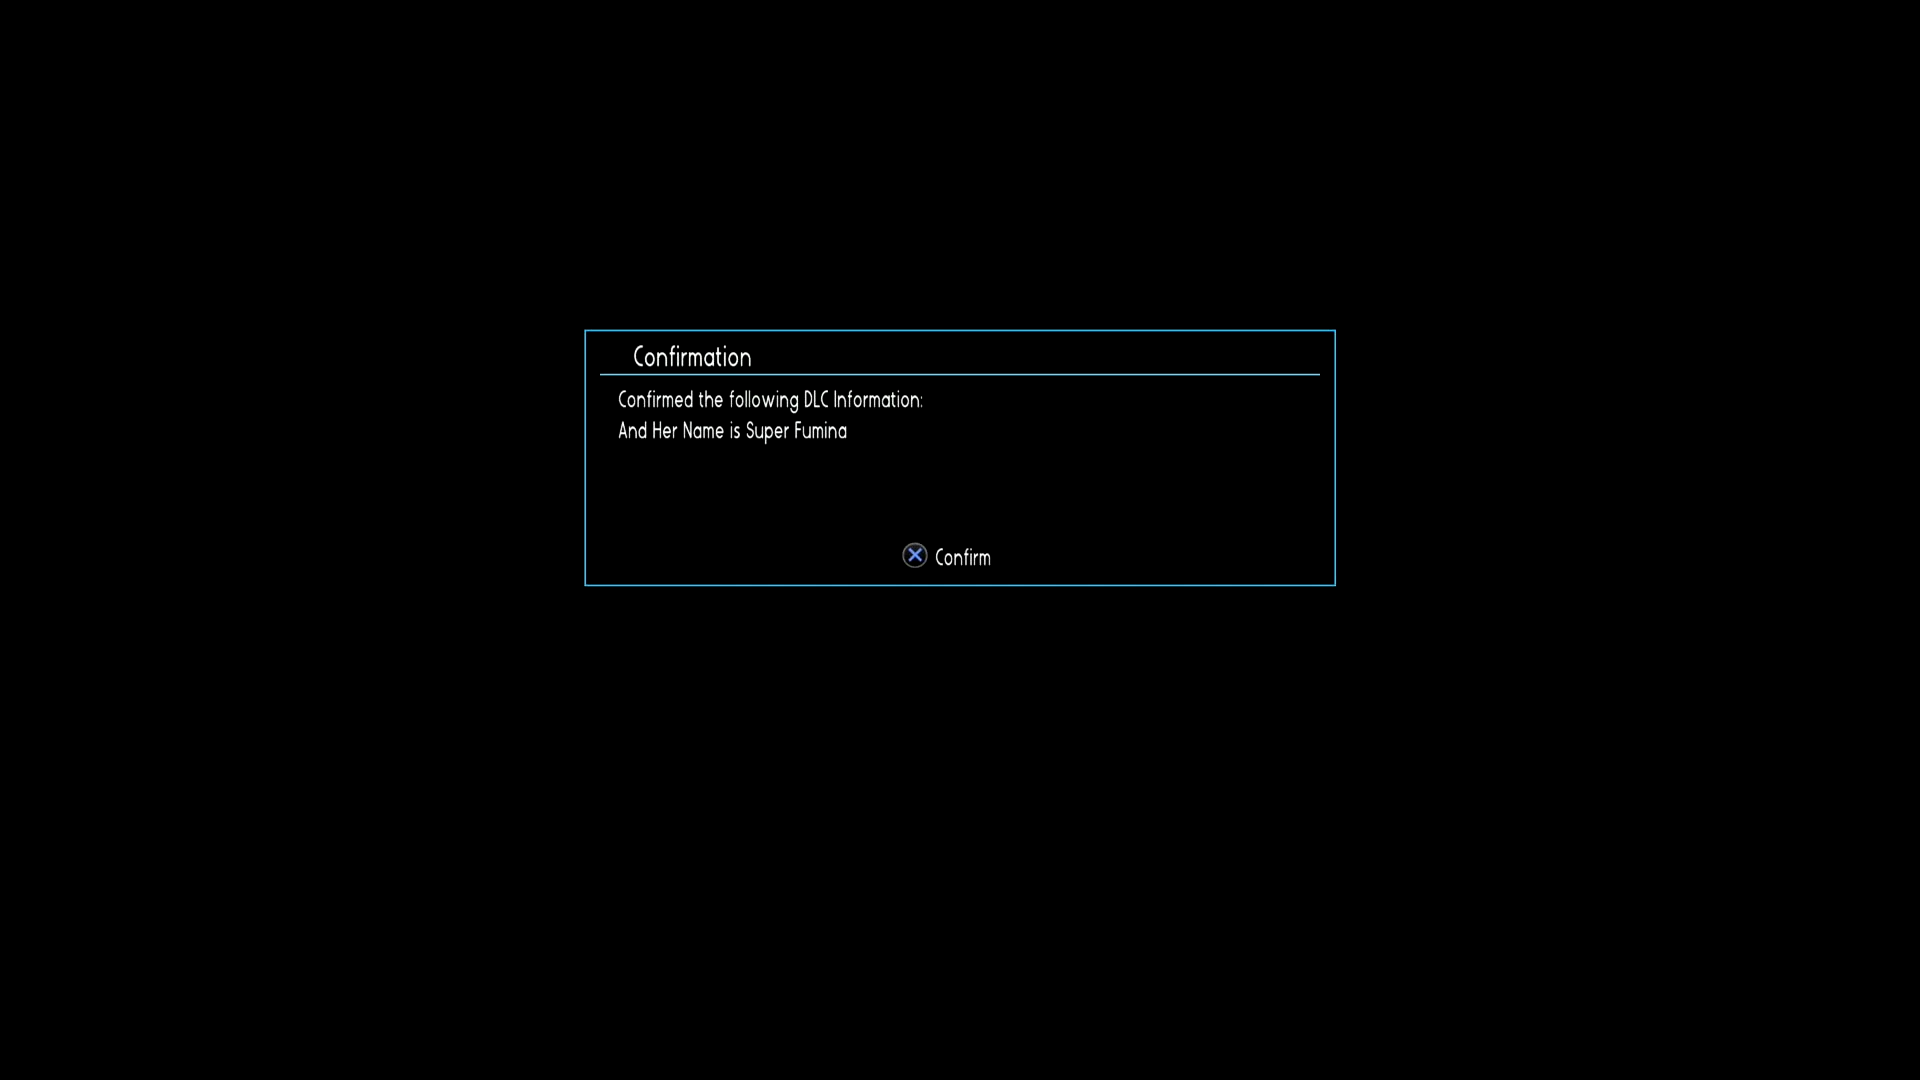 Confirmation
Confirmed the following DLC Information:
And Her Name is Super Fumina
Confirm